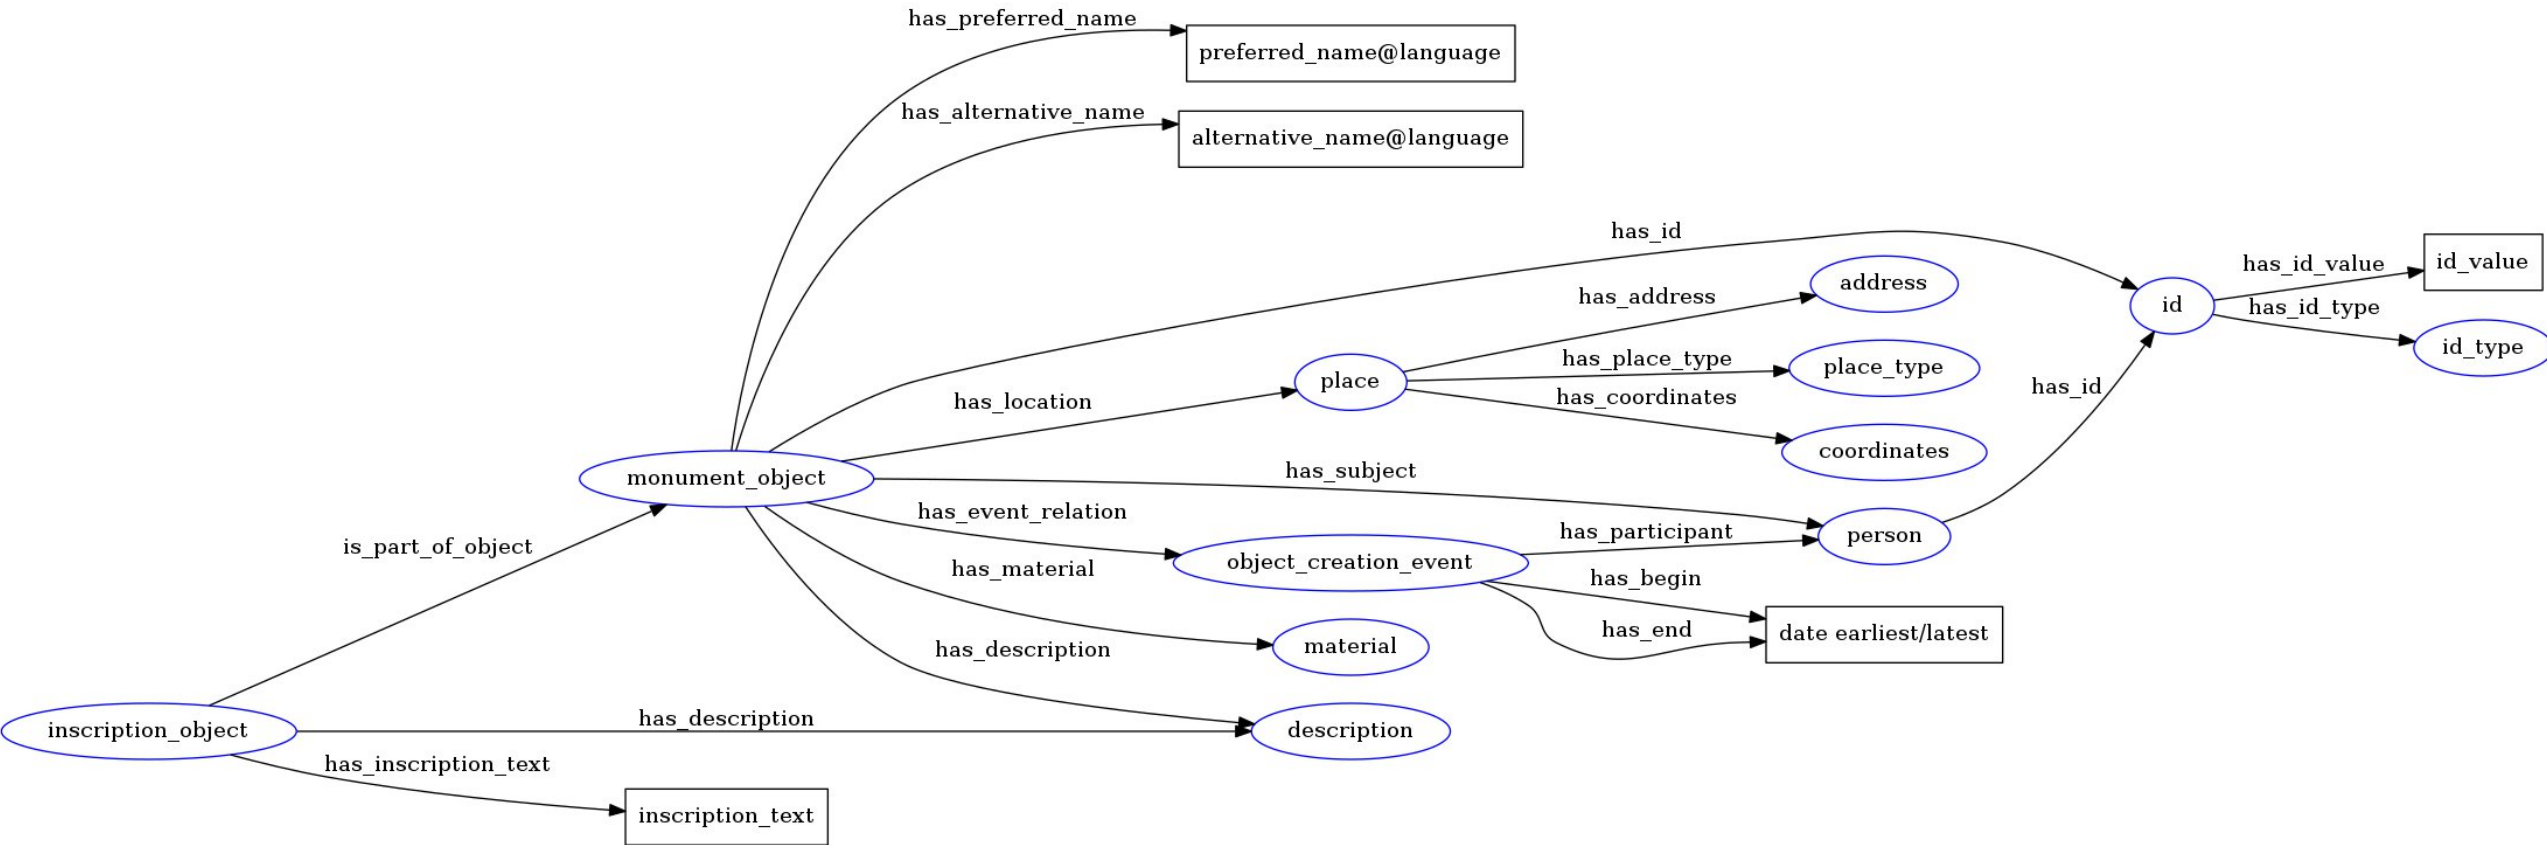 has_preferred_name
preferred_name@language
has_alternative_name
alternative_name@language
has_id
address
has_address
has_id_value
id_value
id
has_id_type
id_type
place
has_place_type
place_type
has_location
has_coordinates
has_id
coordinates
monument_object
has_subject
has_event_relation
has_participant
person
is_part_of_object
object_creation_event
has_material
has_begin
material
has_end
date earliest/latest
has_description
inscription_object
has_description
description
has_inscription_text
inscription_text